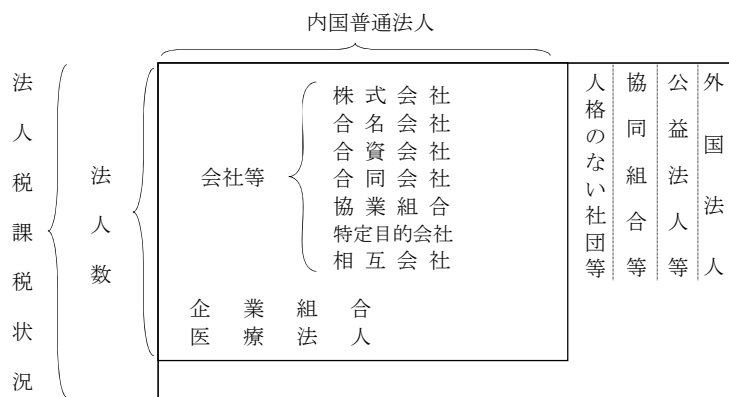 内国普通法人
法人税課税状況
法人数
会社等
株式会社
合名会社
合資会社
合同会社
協業組合
特定目的会社
相互会社
企業組合
医療法人
人格のない社団等
協同組合等
公益法人等
外国法人